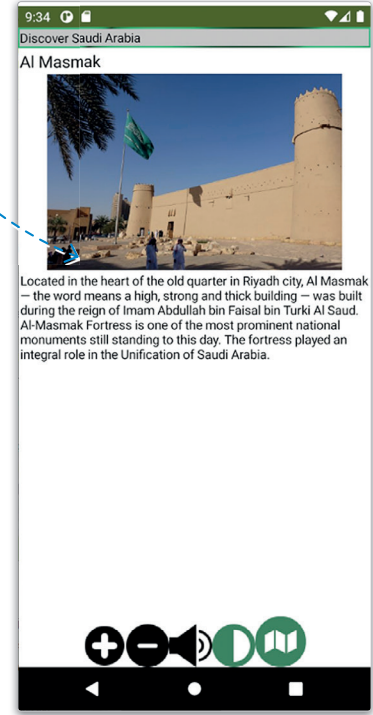 9:34
Discover Saudi Arabia
Al Masmak
Located in the heart of the old quarter in Riyadh city, Al Masmak
— the word means a high, strong and thick building — was built
during the reign of Imam Abdullah bin Faisal bin Turki Al Saud.
Al-Masmak Fortress is one of the most prominent national
monuments still standing to this day. The fortress played an
integral role in the Unification of Saudi Arabia.